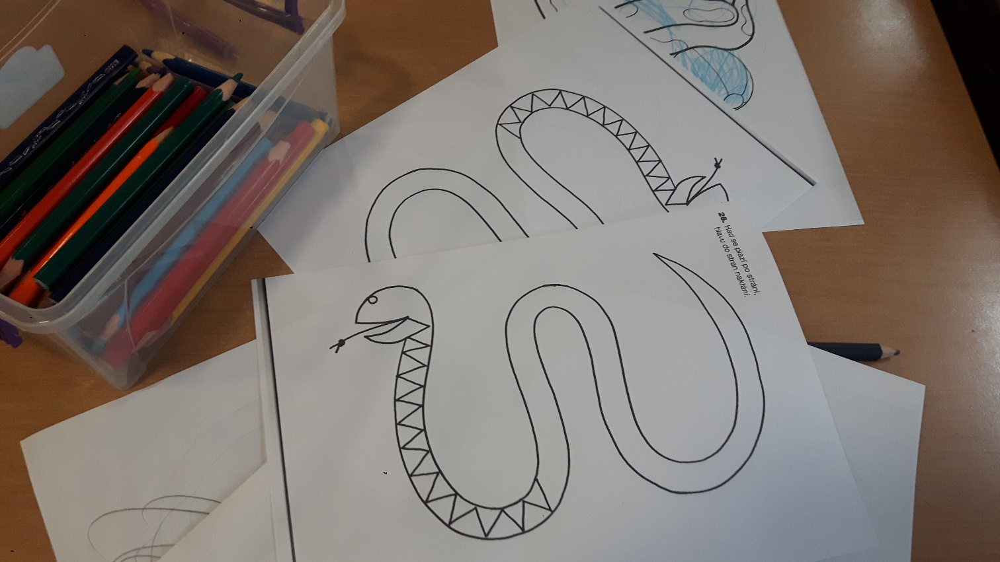 26. Had se plazí po stráni,
hlavu do stran naklání.